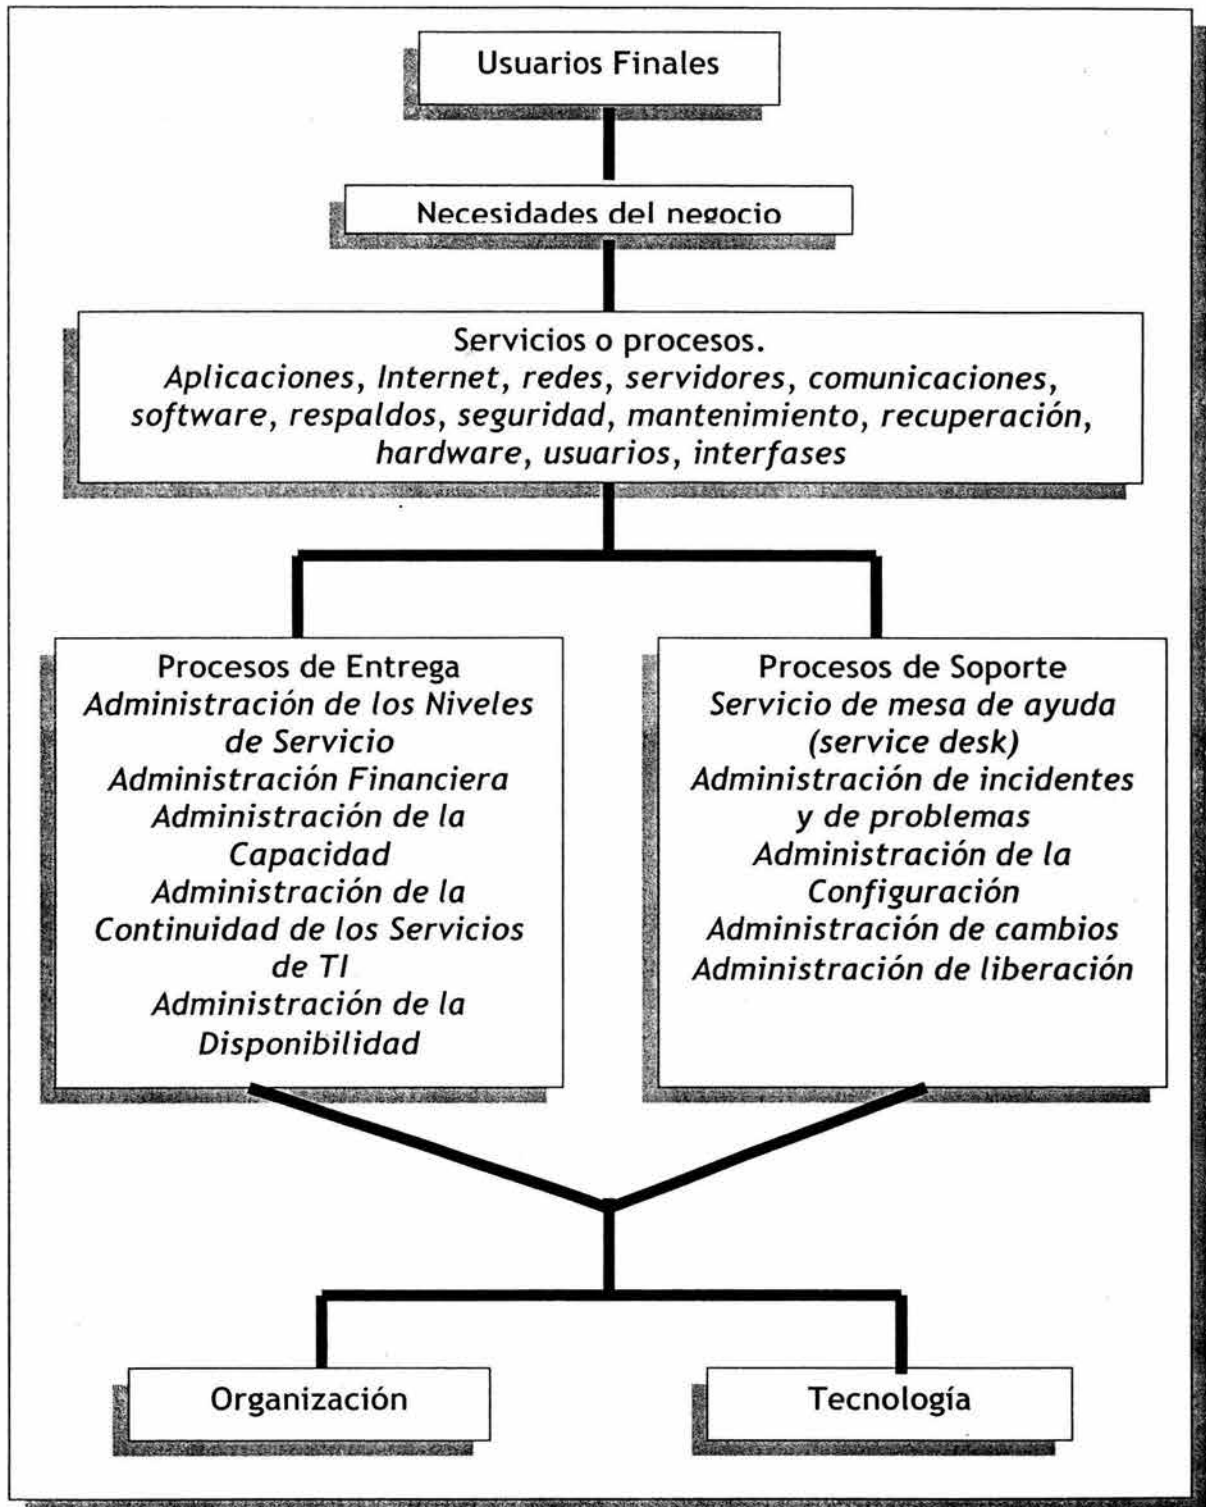 Usuarios Finales
Necesidades del negocio
Servicios o procesos.
Aplicaciones, Internet, redes, servidores, comunicaciones,
software, respaldos, seguridad, mantenimiento, recuperación,
hardware, usuarios, interfases
Procesos de Entrega
Administración de los Niveles
de Servicio
Administración Financiera
Administración de la
Capacidad
Administración de la
Continuidad de los Servicios
de TI
Administración de la
Disponibilidad
Procesos de Soporte
Servicio de mesa de ayuda
(service desk)
Administración de incidentes
y de problemas
Administración de la
Configuración
Administración de cambios
Administración de liberación
Organización
Tecnología